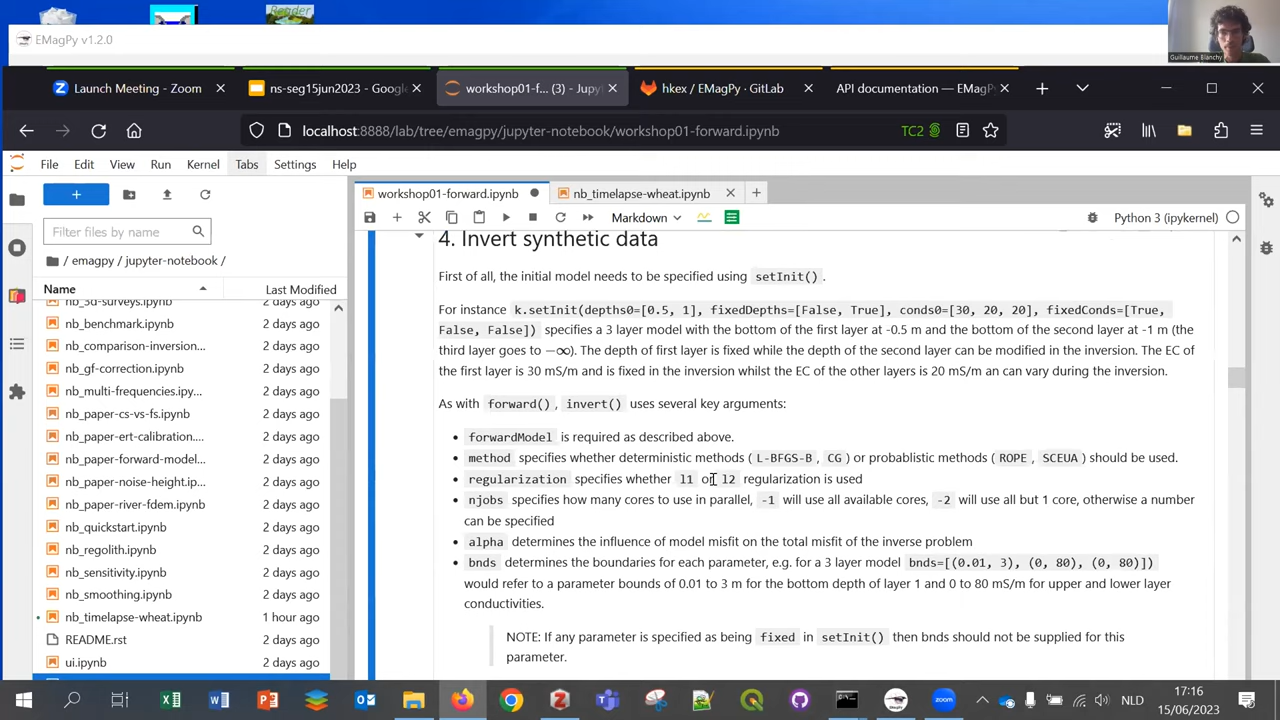 Reader
EMagPy v1.2.0
Guillaume Blanchy
Launch Meeting - Zoom
ns-seg15jun2023 - Google
workshop01-f... (3) - Jupy
hkex / EMagPy · GitLab
API documentation — EMagPy
localhost:8888/lab/tree/emagpy/jupyter-notebook/workshop01-forward.ipynb
TC2
File Edit View Run Kernel Tabs Settings Help
workshop01-forward.ipynb
nb_timelapse-wheat.ipynb
Filter files by name
Markdown
Python 3 (ipykernel)
/ emagpy / jupyter-notebook /
Name Last Modified
nb_3d-surveys.ipynb 2 days ago
nb_benchmark.ipynb 2 days ago
nb_comparison-inversion... 2 days ago
nb_gf-correction.ipynb 2 days ago
nb_multi-frequencies.ipy... 2 days ago
nb_paper-cs-vs-fs.ipynb 2 days ago
nb_paper-ert-calibration.... 2 days ago
nb_paper-forward-model... 2 days ago
nb_paper-noise-height.ip... 2 days ago
nb_paper-river-fdem.ipynb 2 days ago
nb_quickstart.ipynb 2 days ago
nb_regolith.ipynb 2 days ago
nb_sensitivity.ipynb 2 days ago
nb_smoothing.ipynb 2 days ago
nb_timelapse-wheat.ipynb 1 hour ago
README.rst 2 days ago
ui.ipynb 2 days ago
4. Invert synthetic data
First of all, the initial model needs to be specified using setInit() .
For instance k.setInit(depths0=[0.5, 1], fixedDepths=[False, True], conds0=[30, 20, 20], fixedConds=[True,
False, False]) specifies a 3 layer model with the bottom of the first layer at -0.5 m and the bottom of the second layer at -1 m (the
third layer goes to −∞). The depth of first layer is fixed while the depth of the second layer can be modified in the inversion. The EC of
the first layer is 30 mS/m and is fixed in the inversion whilst the EC of the other layers is 20 mS/m an can vary during the inversion.
As with forward() , invert() uses several key arguments:
• forwardModel is required as described above.
• method specifies whether deterministic methods ( L-BFGS-B , CG ) or probablistic methods ( ROPE , SCEUA ) should be used.
• regularization specifies whether l1 or l2 regularization is used
• njobs specifies how many cores to use in parallel, -1 will use all available cores, -2 will use all but 1 core, otherwise a number
can be specified
• alpha determines the influence of model misfit on the total misfit of the inverse problem
• bnds determines the boundaries for each parameter, e.g. for a 3 layer model bnds=[(0.01, 3), (0, 80), (0, 80)])
would refer to a parameter bounds of 0.01 to 3 m for the bottom depth of layer 1 and 0 to 80 mS/m for upper and lower layer
conductivities.
NOTE: If any parameter is specified as being fixed in setInit() then bnds should not be supplied for this
parameter.
NLD
17:16
15/06/2023